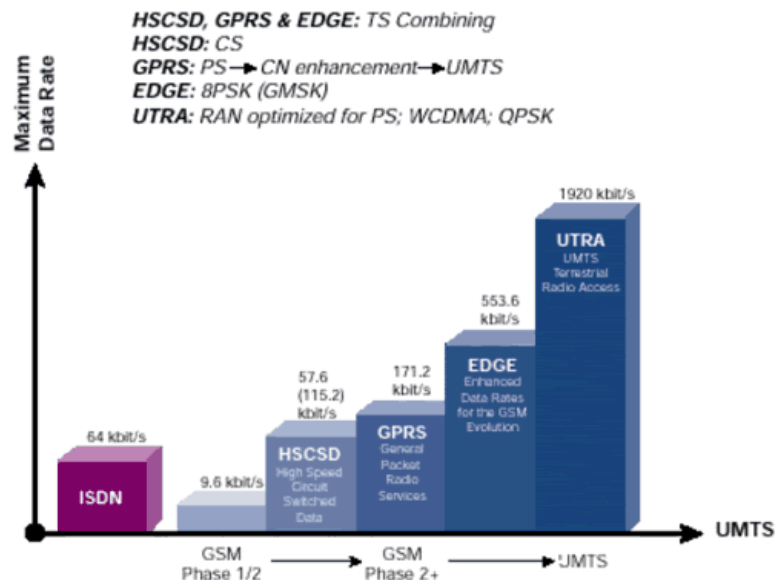 HSCSD, GPRS & EDGE: TS Combining
HSCSD: CS
GPRS: PS→CN enhancement→UMTS
EDGE: 8PSK (GMSK)
UTRA: RAN optimized for PS; WCDMA; QPSK
Maximum
Data Rate
1920 kbit/s
UTRA
UMTS
Terrestrial
Radio Access
553.6
kbit/s
EDGE
Enhanced
Data Rates
for the GSM
Evolution
171.2
kbit/s
GPRS
General
Packet
Radio
Services
57.6
(115.2)
kbit/s
HSCSD
High Speed
Circuit
Switched
Data
9.6 kbit/s
64 kbit/s
ISDN
UMTS
GSM
Phase 1/2
GSM
Phase 2+
UMTS